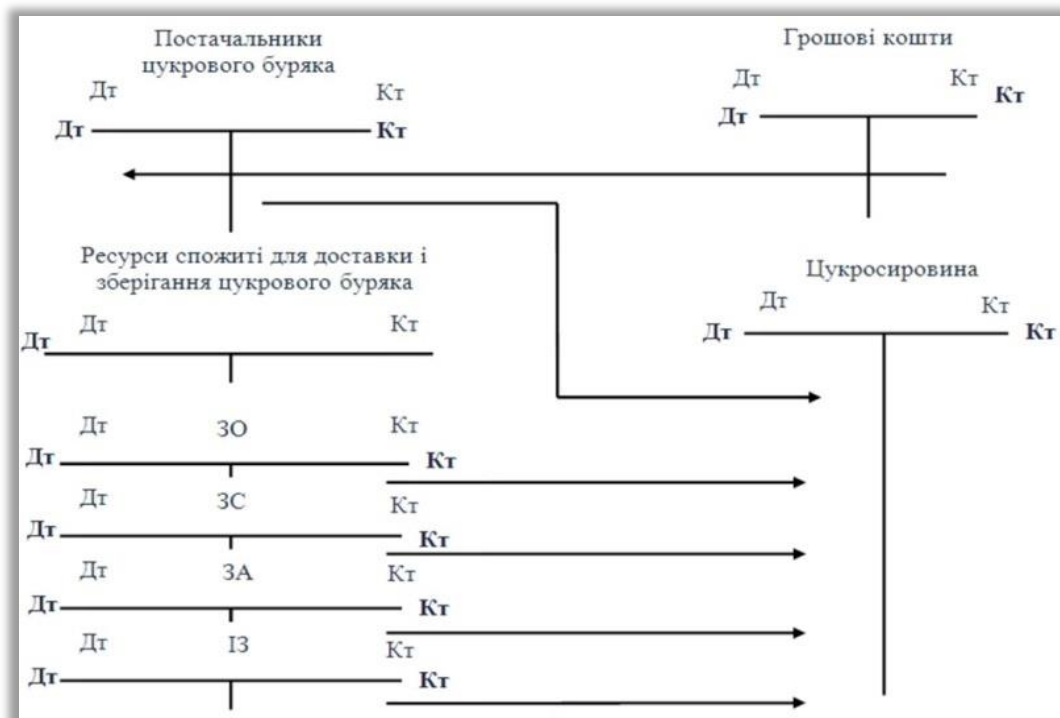 Постачальники
цукрового буряка
Дт Кт
Дт Кт
Грошові кошти
Дт Кт
Дт Кт
Ресурси спожиті для доставки і
зберігання цукрового буряка
Дт Кт
Дт
Цукросировина
Дт Кт
Дт Кт
Дт ЗО Кт
Дт Кт
Дт ЗС Кт
Дт Кт
Дт ЗА Кт
Дт Кт
Дт ІЗ Кт
Дт Кт